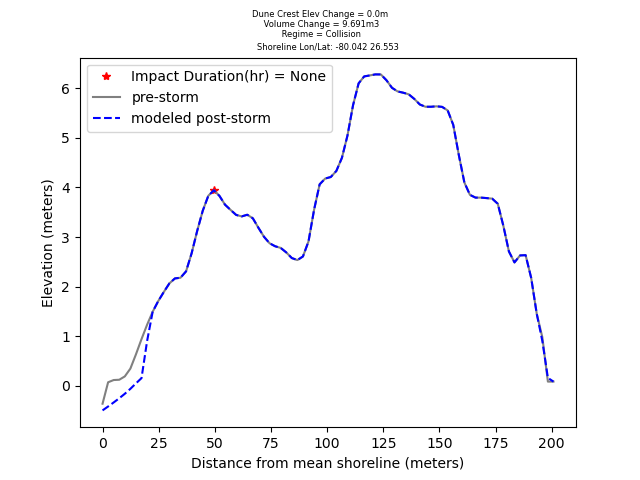 Dune Crest Elev Change = 0.0m
Volume Change = 9.691m3
Regime = Collision
Shoreline Lon/Lat: -80.042 26.553
Impact Duration(hr) = None
pre-storm
modeled post-storm
Elevation (meters)
6
5
4
3
2
1
0
0 25 50 75 100 125 150 175 200
Distance from mean shoreline (meters)